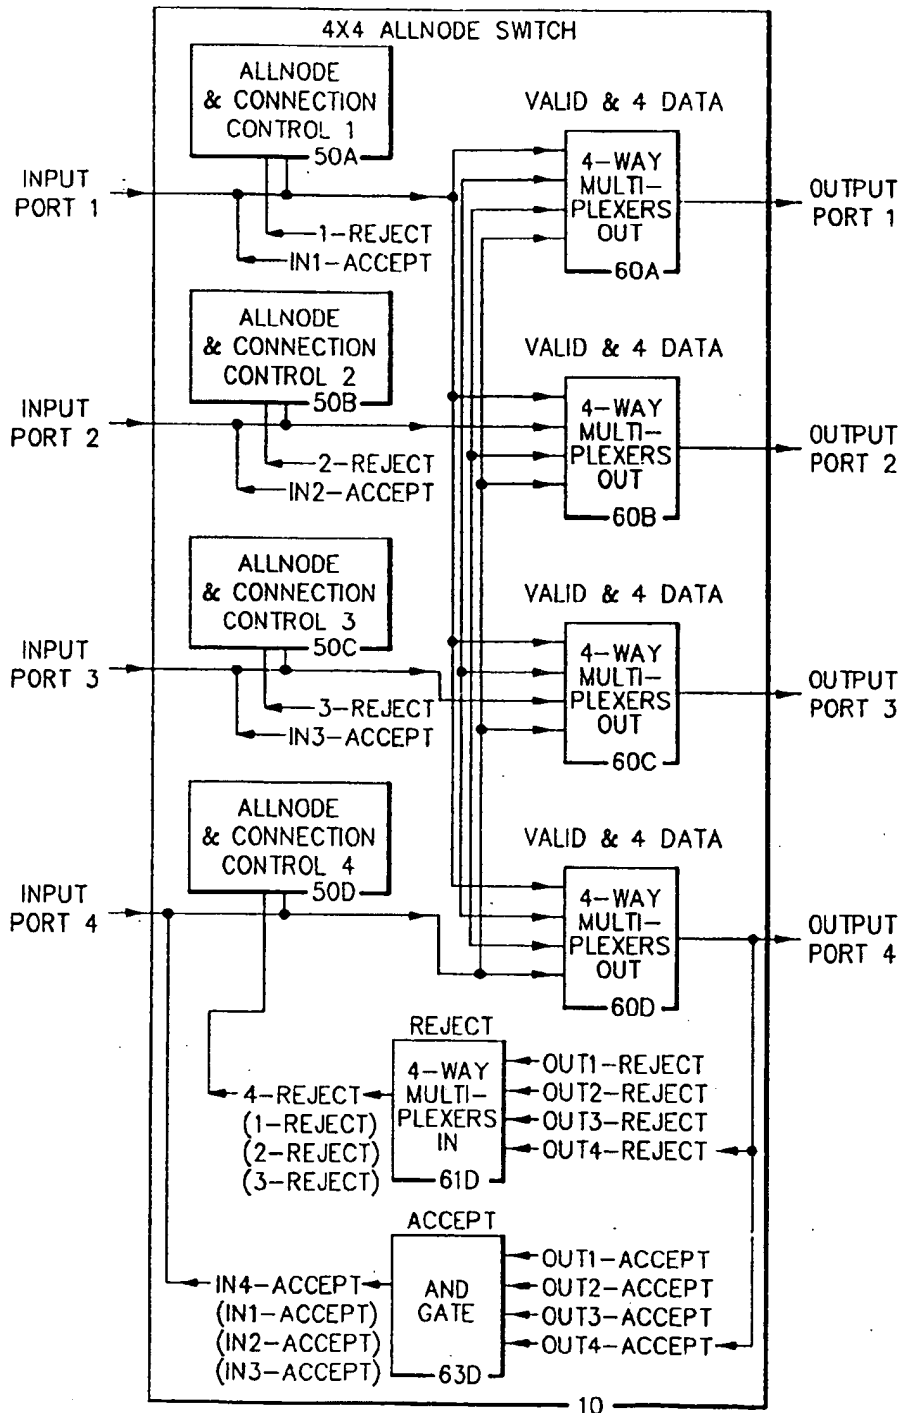 4X4 ALLNODE SWITCH
ALLNODE
& CONNECTION
CONTROL 1
50A
VALID & 4 DATA
4-WAY
MULTI-
PLEXERS
OUT
60A
INPUT
PORT 1
OUTPUT
PORT 1
1-REJECT
IN1-ACCEPT
ALLNODE
& CONNECTION
CONTROL 2
50B
VALID & 4 DATA
4-WAY
MULTI-
PLEXERS
OUT
60B
INPUT
PORT 2
OUTPUT
PORT 2
2-REJECT
IN2-ACCEPT
ALLNODE
& CONNECTION
CONTROL 3
50C
VALID & 4 DATA
4-WAY
MULTI-
PLEXERS
OUT
60C
INPUT
PORT 3
OUTPUT
PORT 3
3-REJECT
IN3-ACCEPT
ALLNODE
& CONNECTION
CONTROL 4
50D
VALID & 4 DATA
4-WAY
MULTI-
PLEXERS
OUT
60D
INPUT
PORT 4
OUTPUT
PORT 4
REJECT
4-WAY
MULTI-
PLEXERS
IN
61D
4-REJECT
(1-REJECT)
(2-REJECT)
(3-REJECT)
OUT1-REJECT
OUT2-REJECT
OUT3-REJECT
OUT4-REJECT
ACCEPT
AND
GATE
63D
IN4-ACCEPT
(IN1-ACCEPT)
(IN2-ACCEPT)
(IN3-ACCEPT)
OUT1-ACCEPT
OUT2-ACCEPT
OUT3-ACCEPT
OUT4-ACCEPT
10